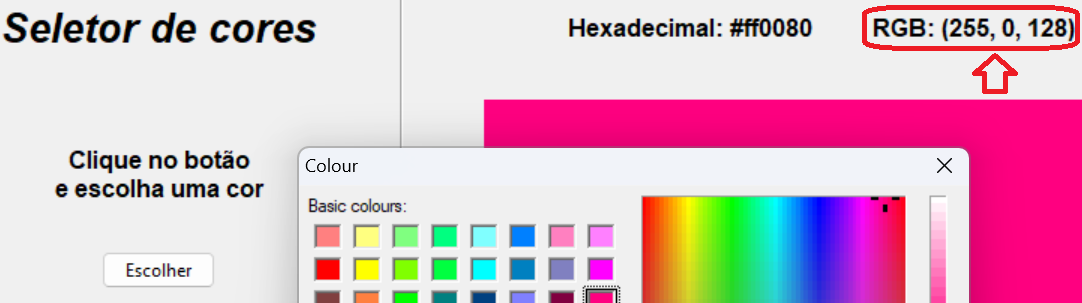 Seletor de cores
Hexadecimal: #ff0080
RGB: (255, 0, 128)
Clique no botão
e escolha uma cor
Escolher
Colour
Basic colours: